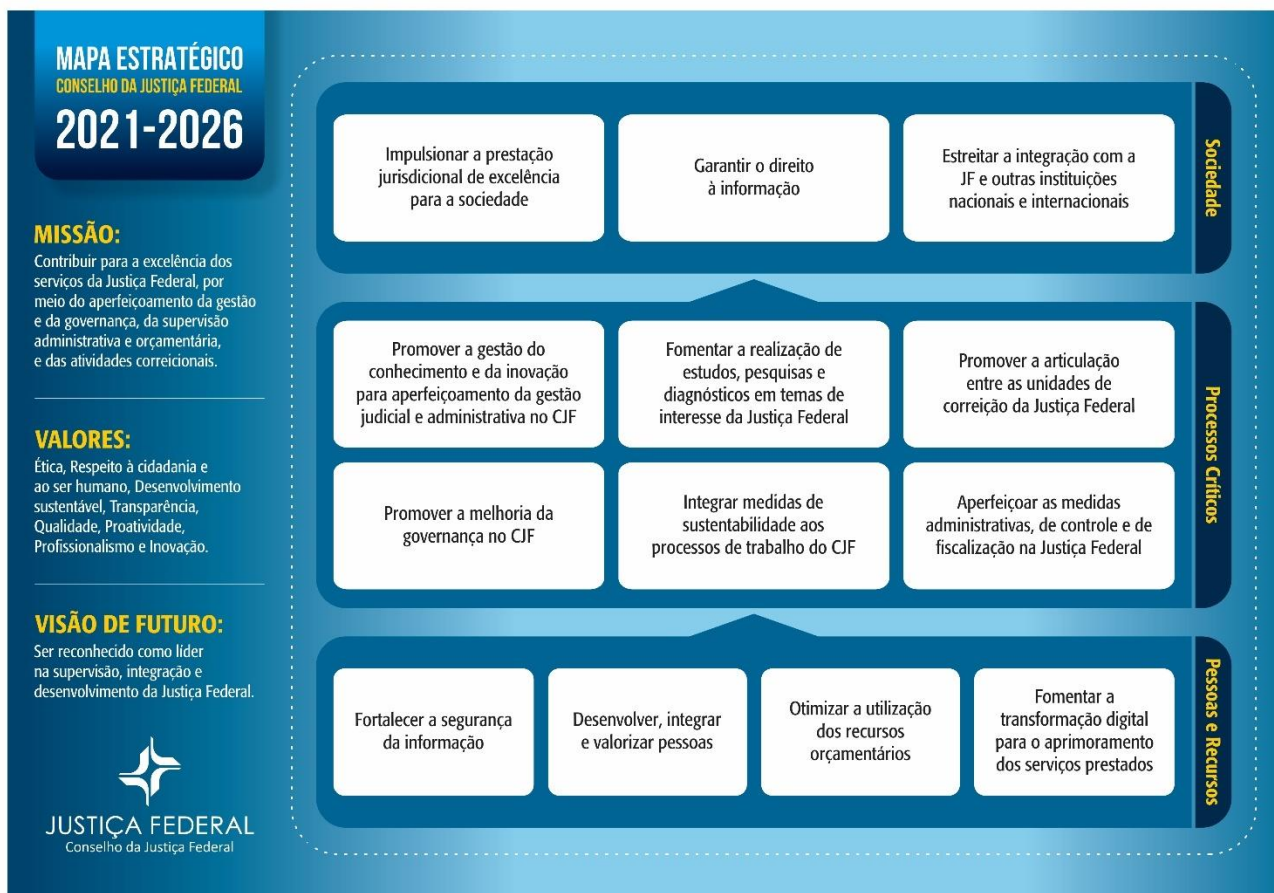 MAPA ESTRATÉGICO
CONSELHO DA JUSTIÇA FEDERAL
2021-2026
MISSÃO:
Contribuir para a excelência dos
serviços da Justiça Federal, por
meio do aperfeiçoamento da gestão
e da governança, da supervisão
administrativa e orçamentária,
e das atividades correicionais.
VALORES:
Ética, Respeito à cidadania e
ao ser humano, Desenvolvimento
sustentável, Transparência,
Qualidade, Proatividade,
Profissionalismo e Inovação.
VISÃO DE FUTURO:
Ser reconhecido como líder
na supervisão, integração e
desenvolvimento da Justiça Federal.
JUSTIÇA FEDERAL
Conselho da Justiça Federal
Sociedade
Impulsionar a prestação
jurisdicional de excelência
para a sociedade
Garantir o direito
à informação
Estreitar a integração com a
JF e outras instituições
nacionais e internacionais
Processos Críticos
Promover a gestão do
conhecimento e da inovação
para aperfeiçoamento da gestão
judicial e administrativa no CJF
Fomentar a realização de
estudos, pesquisas e
diagnósticos em temas de
interesse da Justiça Federal
Promover a articulação
entre as unidades de
correição da Justiça Federal
Promover a melhoria da
governança no CJF
Integrar medidas de
sustentabilidade aos
processos de trabalho do CJF
Aperfeiçoar as medidas
administrativas, de controle e de
fiscalização na Justiça Federal
Pessoas e Recursos
Fortalecer a segurança
da informação
Desenvolver, integrar
e valorizar pessoas
Otimizar a utilização
dos recursos
orçamentários
Fomentar a
transformação digital
para o aprimoramento
dos serviços prestados